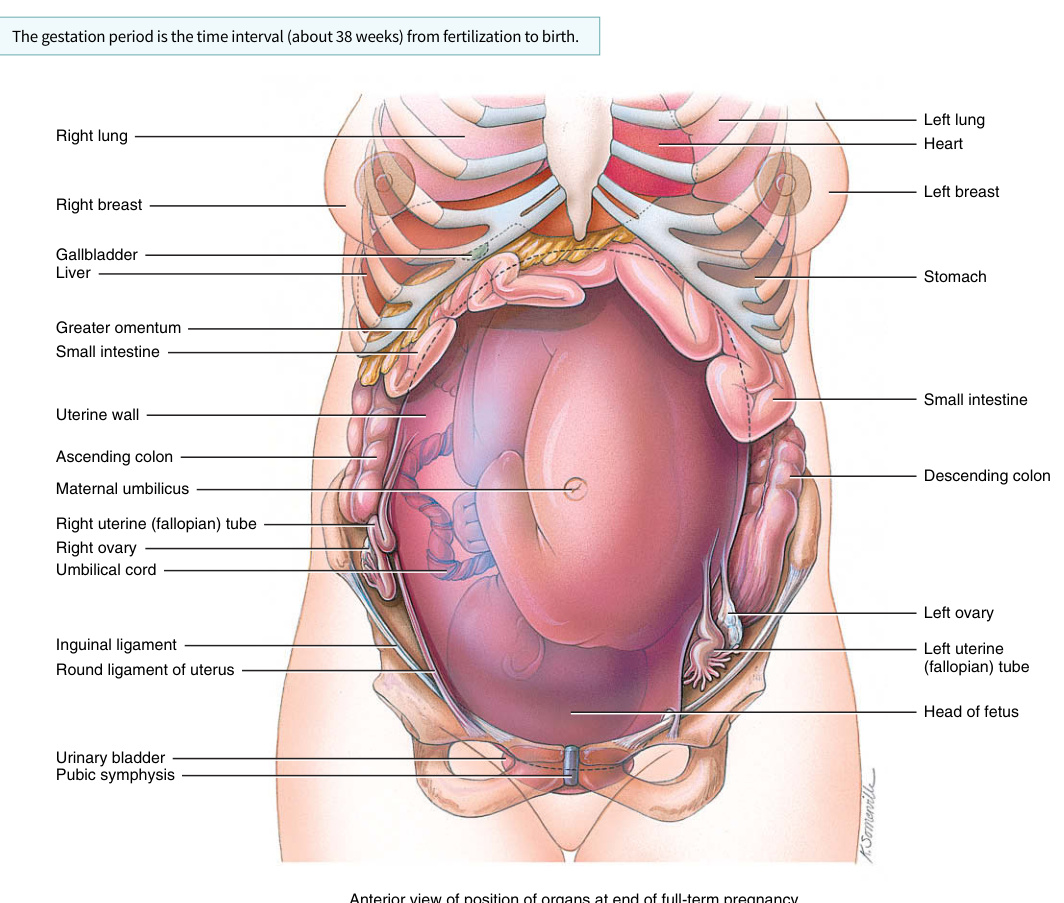 The gestation period is the time interval (about 38 weeks) from fertilization to birth.
Right lung
Right breast
Gallbladder
Liver
Greater omentum
Small intestine
Uterine wall
Ascending colon
Maternal umbilicus
Right uterine (fallopian) tube
Right ovary
Umbilical cord
Inguinal ligament
Round ligament of uterus
Urinary bladder
Pubic symphysis
Left lung
Heart
Left breast
Stomach
Small intestine
Descending colon
Left ovary
Left uterine
(fallopian) tube
Head of fetus
K. Somerville
Anterior view of position of organs at end of full-term pregnancy